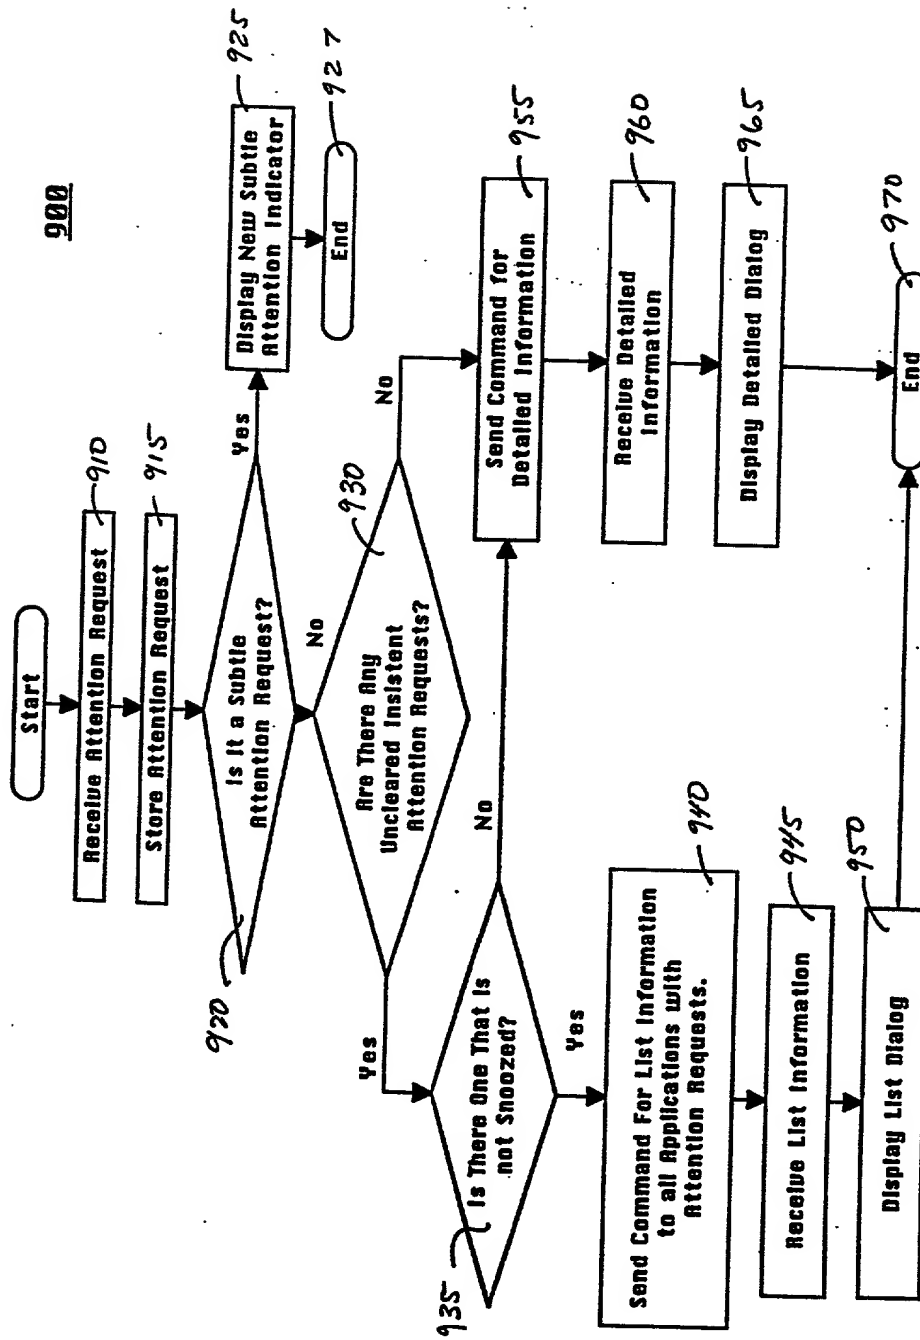 900
Start
Receive Attention Request
910
Store Attention Request
915
Is It a Subtle
Attention Request?
920
Yes
Display New Subtle
Attention Indicator
925
End
927
No
Are There Any
Uncleared Insistent
Attention Requests?
930
No
Yes
Is There One That Is
not Snoozed?
935
No
Yes
Send Command For List Information
to all Applications with
Attention Requests.
940
Receive List Information
945
Display List Dialog
950
Send Command for
Detailed Information
955
Receive Detailed
Information
960
Display Detailed Dialog
965
End
970